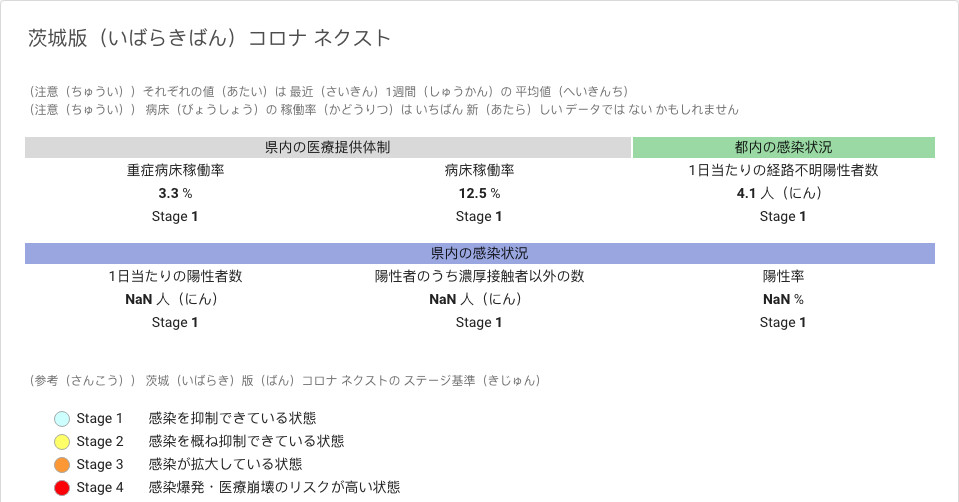 茨城版（いばらきばん）コロナ ネクスト
（注意（ちゅうい））それぞれの値（あたい）は 最近（さいきん）1週間（しゅうかん）の 平均値（へいきんち）
（注意（ちゅうい）） 病床（びょうしょう）の 稼働率（かどうりつ）は いちばん 新（あたら）しい データでは ない かもしれません
県内の医療提供体制 都内の感染状況
重症病床稼働率 病床稼働率 1日当たりの経路不明陽性者数
3.3 % 12.5 % 4.1 人（にん）
Stage 1 Stage 1 Stage 1
県内の感染状況
1日当たりの陽性者数 陽性者のうち濃厚接触者以外の数 陽性率
NaN 人（にん） NaN 人（にん） NaN %
Stage 1 Stage 1 Stage 1
（参考（さんこう）） 茨城（いばらき）版（ばん）コロナ ネクストの ステージ基準（きじゅん）
Stage 1 感染を抑制できている状態
Stage 2 感染を概ね抑制できている状態
Stage 3 感染が拡大している状態
Stage 4 感染爆発・医療崩壊のリスクが高い状態